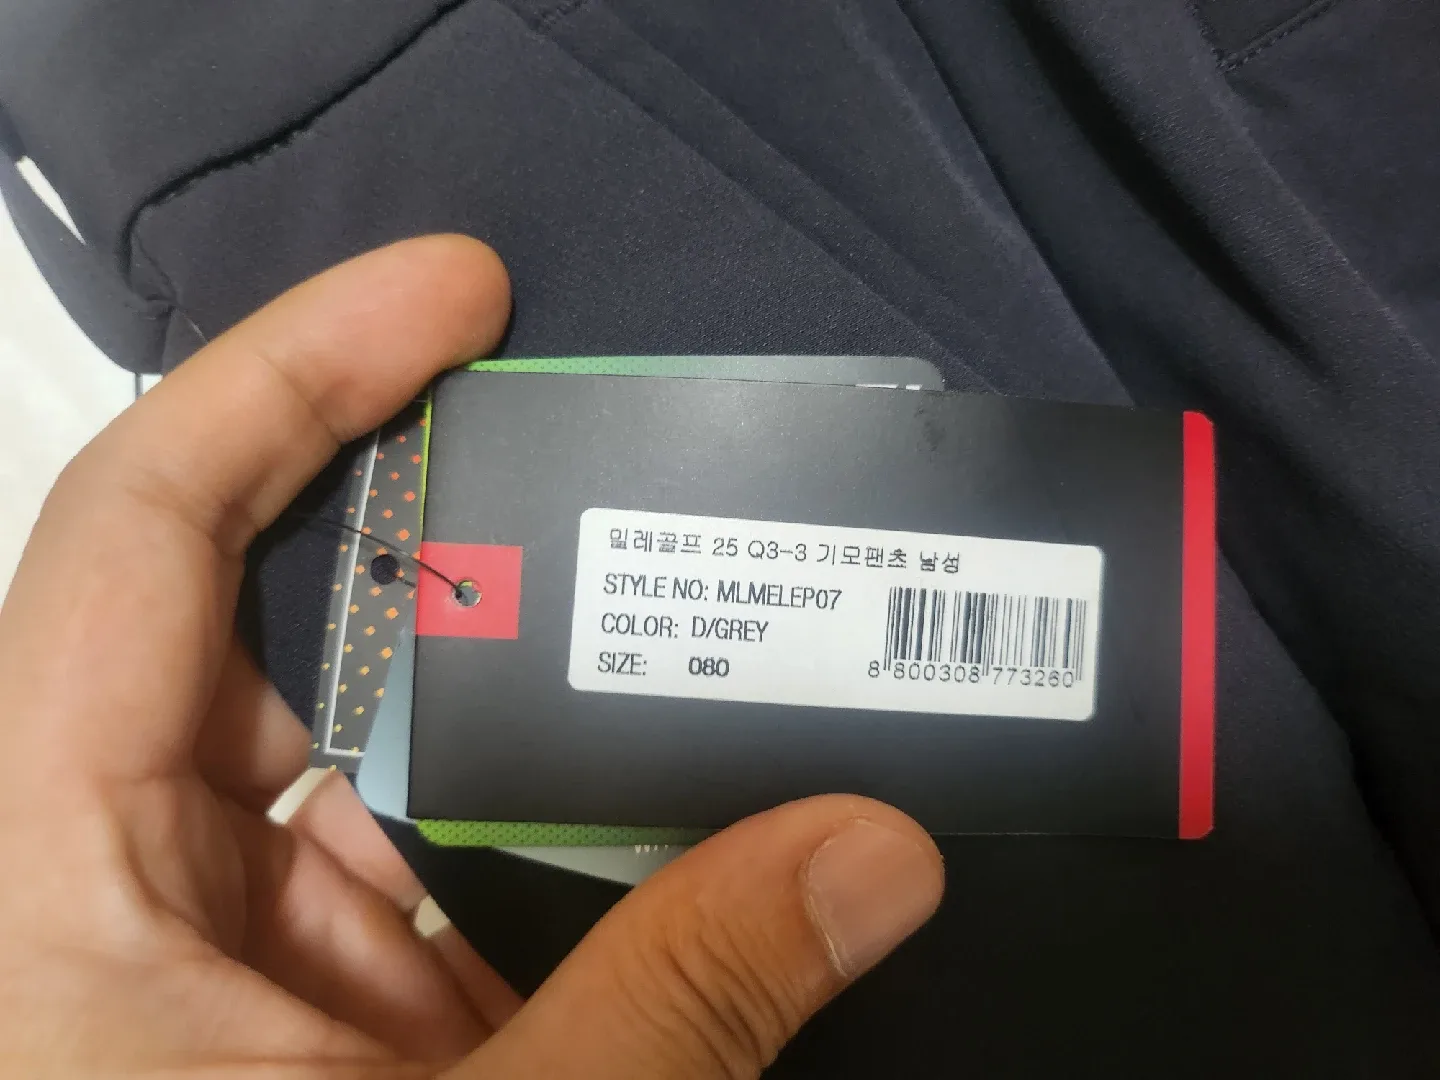 밀레골프 25 Q3-3 기모팬츠 남성
STYLE NO: MLMELEP07
COLOR: D/GREY
SIZE: 080
8 800308 773260